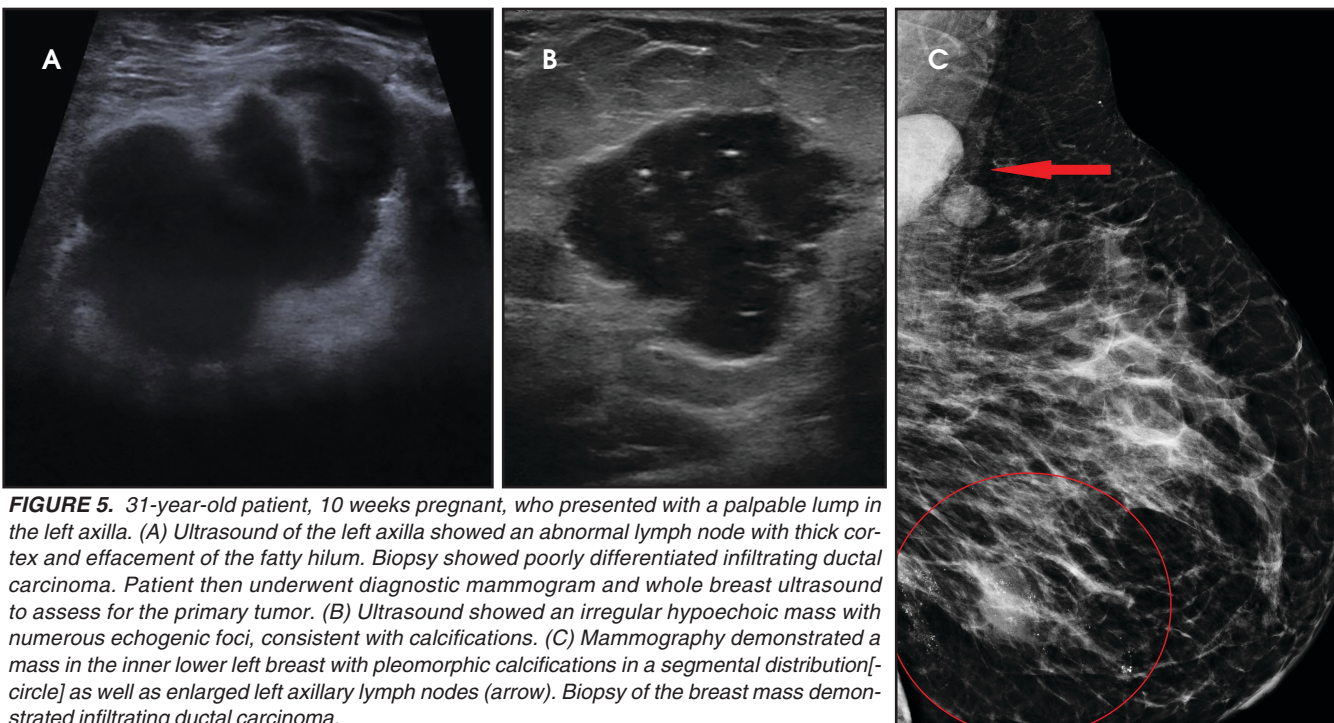 A
B
C
FIGURE 5. 31-year-old patient, 10 weeks pregnant, who presented with a palpable lump in
the left axilla. (A) Ultrasound of the left axilla showed an abnormal lymph node with thick cor-
tex and effacement of the fatty hilum. Biopsy showed poorly differentiated infiltrating ductal
carcinoma. Patient then underwent diagnostic mammogram and whole breast ultrasound
to assess for the primary tumor. (B) Ultrasound showed an irregular hypoechoic mass with
numerous echogenic foci, consistent with calcifications. (C) Mammography demonstrated a
mass in the inner lower left breast with pleomorphic calcifications in a segmental distribution[-
circle] as well as enlarged left axillary lymph nodes (arrow). Biopsy of the breast mass demon-
strated infiltrating ductal carcinoma.